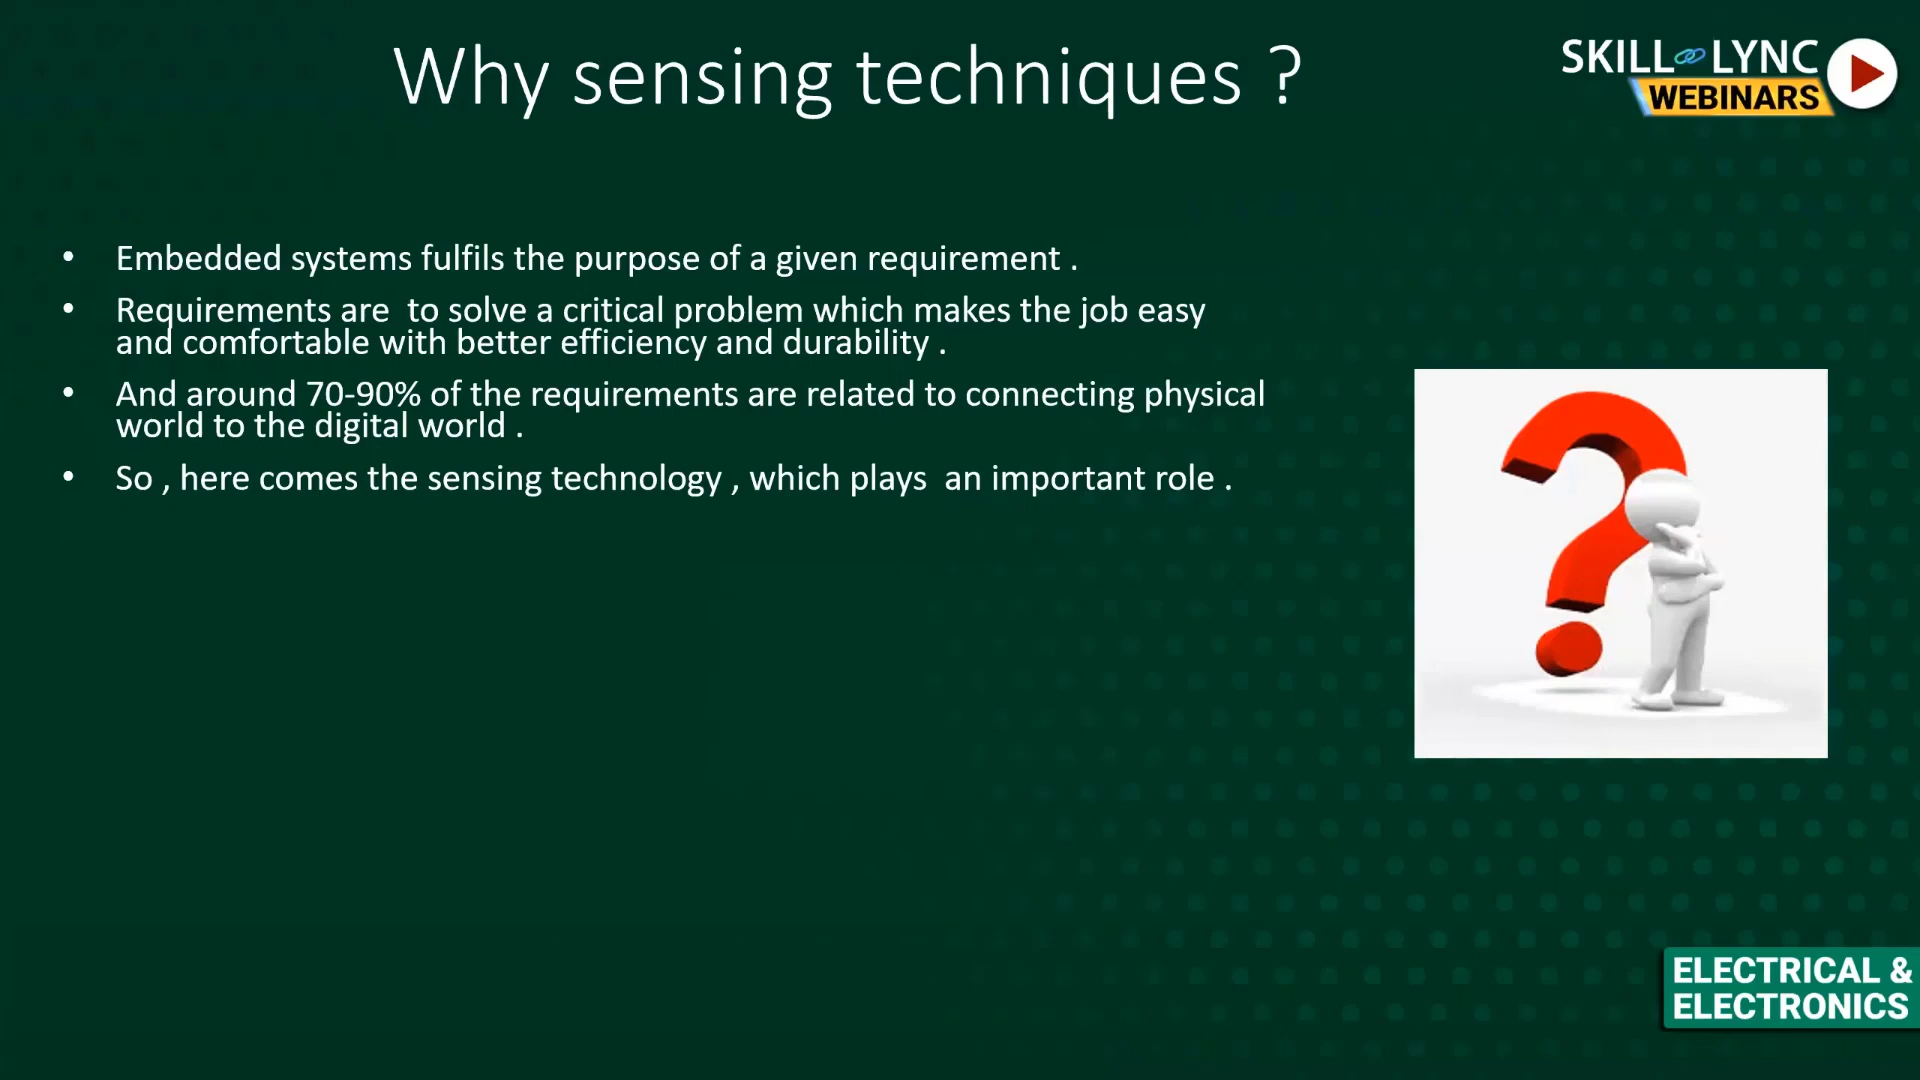 Why sensing techniques ?
SKILL LYNC
WEBINARS
• Embedded systems fulfils the purpose of a given requirement .
• Requirements are  to solve a critical problem which makes the job easy
and comfortable with better efficiency and durability .
• And around 70-90% of the requirements are related to connecting physical
world to the digital world .
• So , here comes the sensing technology , which plays  an important role .
ELECTRICAL &
ELECTRONICS